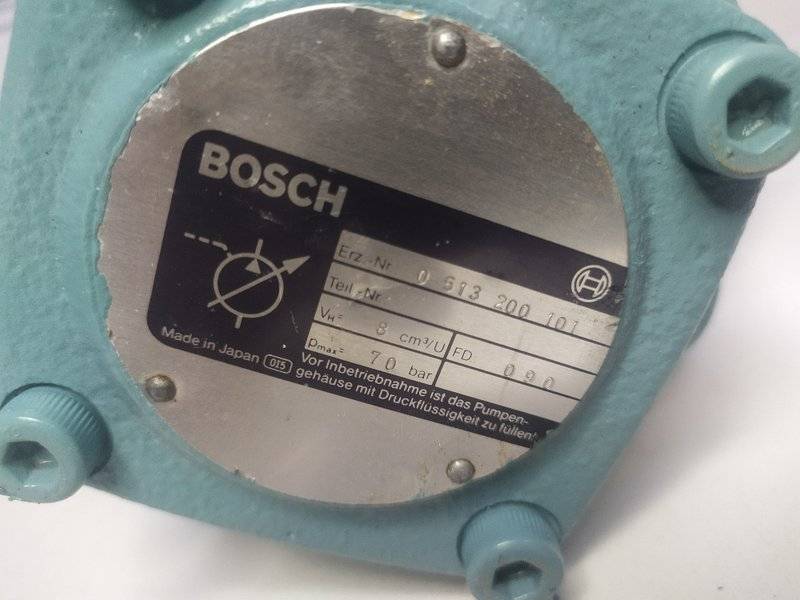 BOSCH
Erz.-Nr. 0 513 200 101
Teil.-Nr.
VH= 8 cm³/U FD
pmax= 70 bar 090
Made in Japan 015 Vor Inbetriebnahme ist das Pumpen-
gehäuse mit Druckflüssigkeit zu füllen!